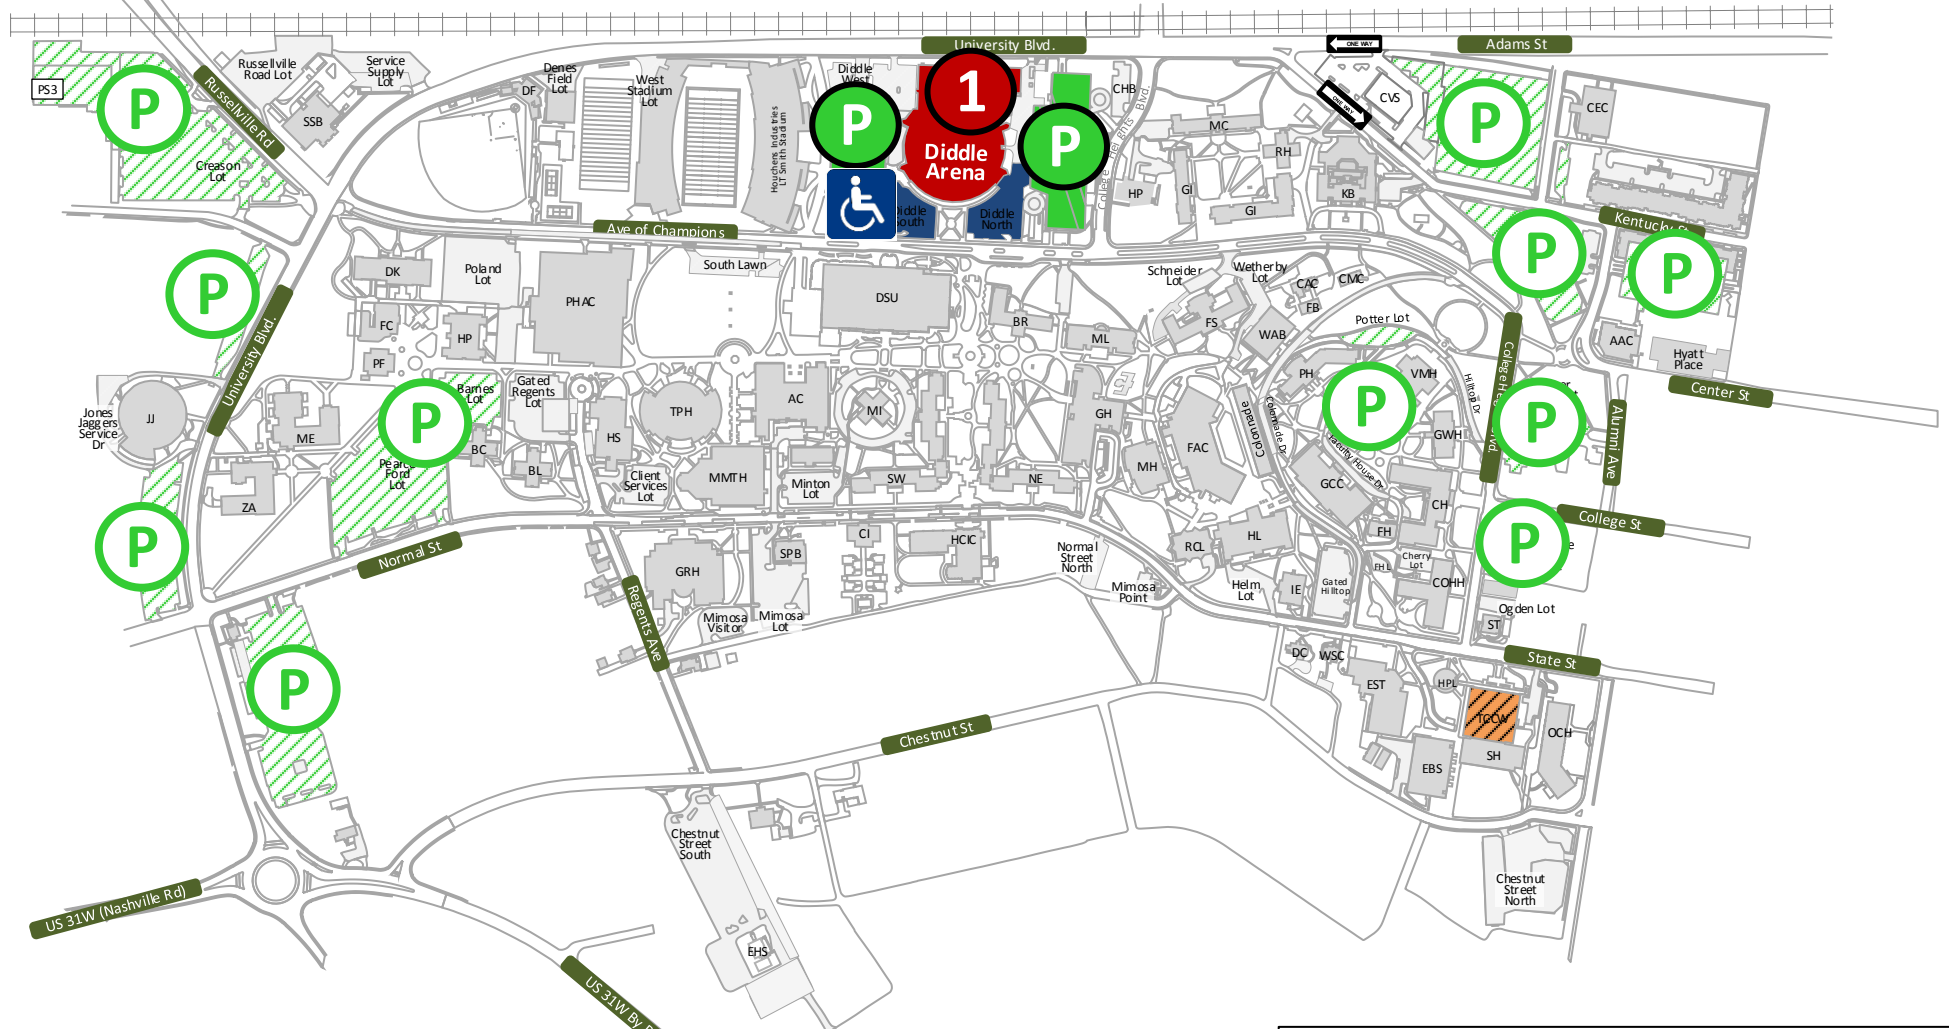 University Blvd.
Adams St
ONE WAY
ONE WAY
Russellville
Road Lot
Service
Supply
Lot
PS3
P
Russellville Rd
SSB
Creason
Lot
DF
Denes
Field
Lot
West
Stadium
Lot
Houchens Industries
LT Smith Stadium
Diddle
West
P
1
Diddle
Arena
P
Diddle
South
Diddle
North
CHB
College Heights Blvd.
MC
RH
HP
GI
GI
KB
CVS
P
CEC
Kentucky St
Ave of Champions
P
DK
Poland
Lot
PHAC
South Lawn
DSU
FC
HP
PF
BR
ML
Schneider
Lot
Wetherby
Lot
CAC
CMC
FB
FS
WAB
Potter Lot
P
P
AAC
Hyatt
Place
Center St
University Blvd.
Jones
Jaggers
Service
Dr
JJ
ME
P
Barnes
Lot
Gated
Regents
Lot
BC
BL
Pearce
Ford
Lot
HS
TPH
AC
MI
GH
FAC
MH
Colonade
Colonade Dr
PH
P
VMH
Hilltop Dr
GWH
College Heights Blvd.
P
Alumni Ave
Faculty House Dr
GCC
CH
ZA
Client
Services
Lot
MMTH
Minton
Lot
SW
NE
P
Normal St
College St
P
CI
HCIC
SPB
GRH
Normal
Street
North
RCL
HL
FH
FHL
Cherry
Lot
COHH
Mimosa
Point
Helm
Lot
IE
Gated
Hilltop
Ogden Lot
ST
Regents Ave
Mimosa
Visitor
Mimosa
Lot
State St
DC
WSC
EST
HPL
TCCW
SH
OCH
EBS
P
Chestnut St
Chestnut
Street
South
Chestnut
Street
North
US 31W (Nashville Rd)
EHS
US 31W By